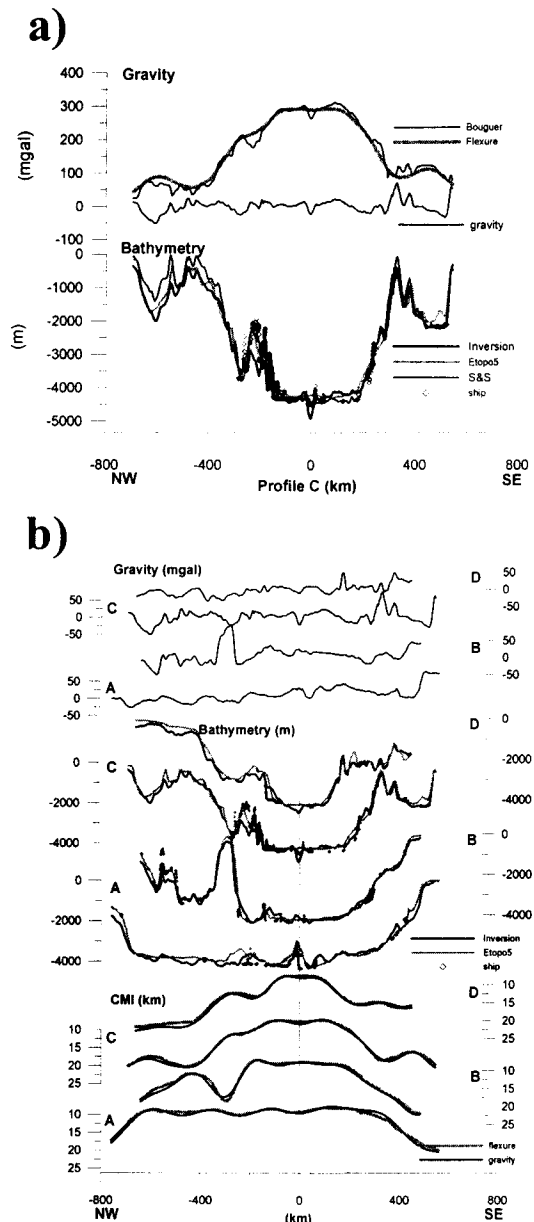 a)
Gravity
400
300
200
100
0
-100
(mgal)
Bouguer
Flexure
gravity
Bathymetry
0
-1000
-2000
-3000
-4000
-5000
(m)
Inversion
Etopo5
S&S
ship
-800 -400 0 400 800
NW Profile C (km) SE
b)
Gravity (mgal)
D 50 0 -50
C 50 0 -50
B 50 0 -50
A 50 0 -50
Bathymetry (m)
D 0 -2000 -4000
C 0 -2000 -4000
B 0 -2000 -4000
A 0 -2000 -4000
Inversion
Etopo5
ship
CMI (km)
D 10 15 20 25
C 10 15 20 25
B 10 15 20 25
A 10 15 20 25
flexure
gravity
-800 -400 0 400 800
NW (km) SE